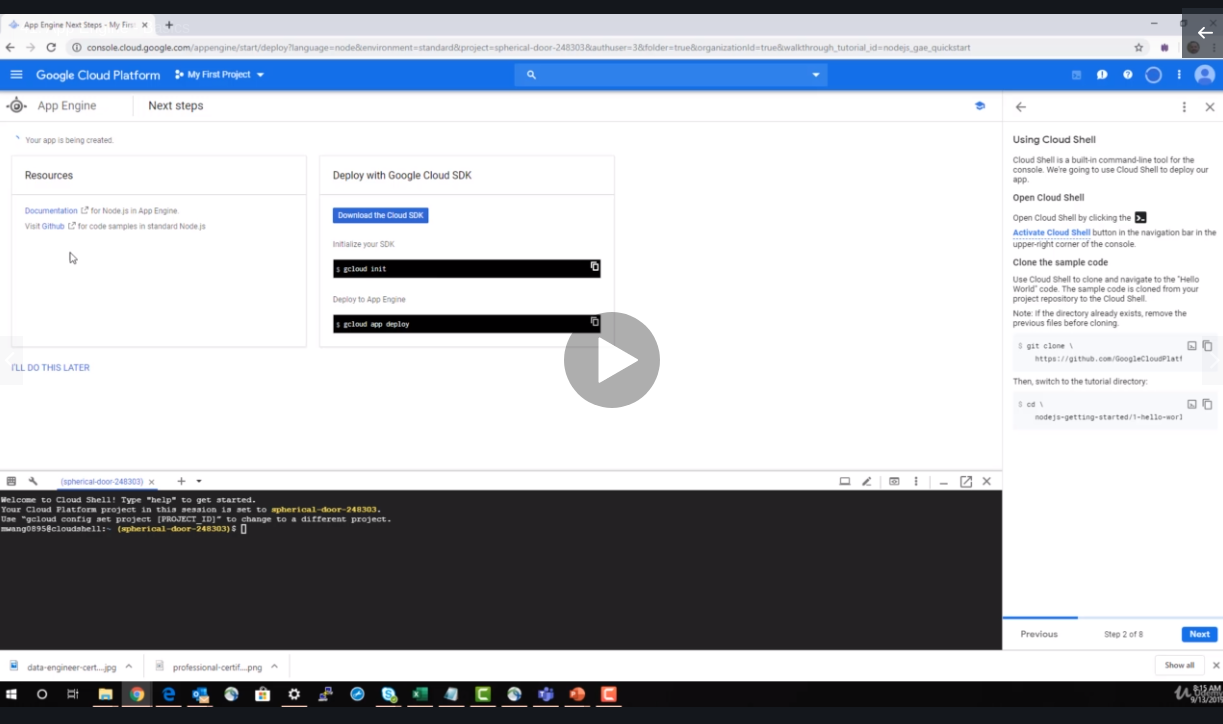 App Engine Next Steps - My First
console.cloud.google.com/appengine/start/deploy?language=node&environment=standard&project=spherical-door-248303&authuser=3&folder=true&organizationId=true&walkthrough_tutorial_id=nodejs_gae_quickstart
Google Cloud Platform
My First Project
App Engine
Next steps
Your app is being created.
Resources
Documentation for Node.js in App Engine.
Visit Github for code samples in standard Node.js
Deploy with Google Cloud SDK
Download the Cloud SDK
Initialize your SDK
$ gcloud init
Deploy to App Engine
$ gcloud app deploy
I'LL DO THIS LATER
Using Cloud Shell
Cloud Shell is a built-in command-line tool for the
console. We're going to use Cloud Shell to deploy our
app.
Open Cloud Shell
Open Cloud Shell by clicking the
Activate Cloud Shell button in the navigation bar in the
upper-right corner of the console.
Clone the sample code
Use Cloud Shell to clone and navigate to the "Hello
World" code. The sample code is cloned from your
project repository to the Cloud Shell.
Note: If the directory already exists, remove the
previous files before cloning.
$ git clone \
https://github.com/GoogleCloudPlatf
Then, switch to the tutorial directory:
$ cd \
nodejs-getting-started/1-hello-worl
Previous
Step 2 of 8
Next
(spherical-door-248303)
Welcome to Cloud Shell! Type "help" to get started.
Your Cloud Platform project in this session is set to spherical-door-248303.
Use "gcloud config set project [PROJECT_ID]" to change to a different project.
mwang0895@cloudshell:~ (spherical-door-248303)$
data-engineer-cert....jpg
professional-certif....png
Show all
8:15 AM
9/13/2019